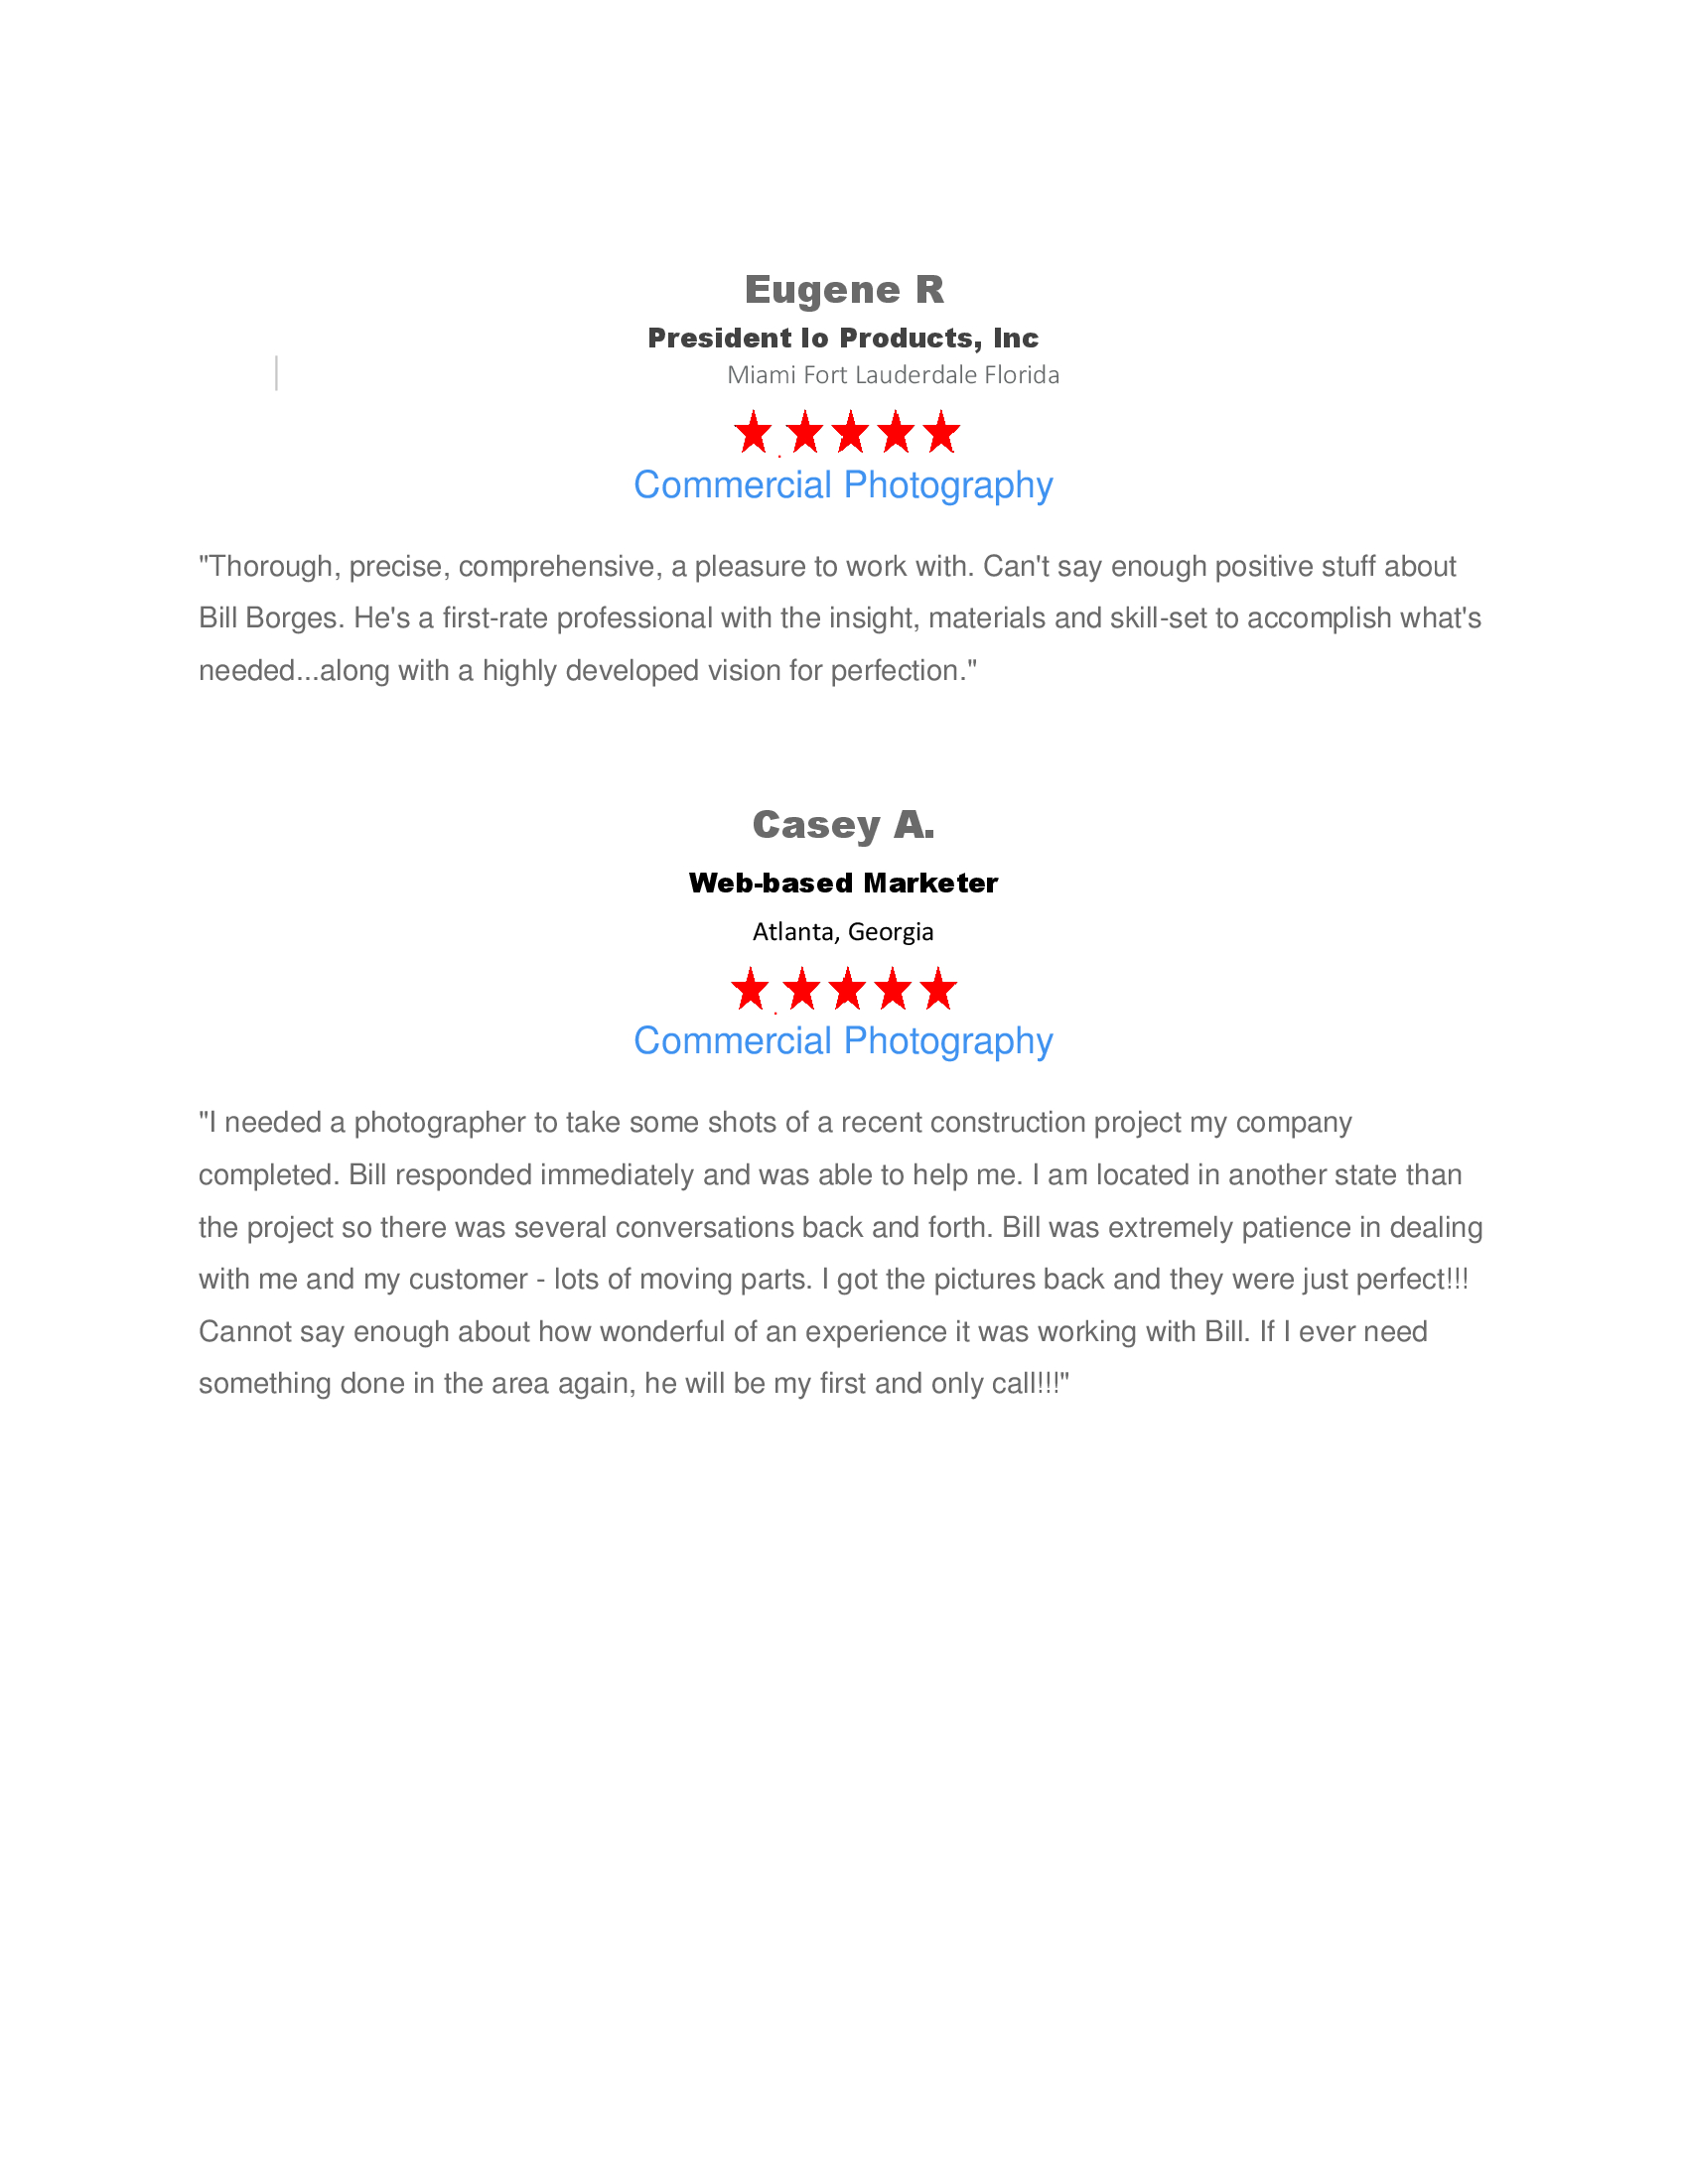 Eugene R
President Io Products, Inc
Miami Fort Lauderdale Florida
★ ★★★★
Commercial Photography
"Thorough, precise, comprehensive, a pleasure to work with. Can't say enough positive stuff about
Bill Borges. He's a first-rate professional with the insight, materials and skill-set to accomplish what's
needed...along with a highly developed vision for perfection."
Casey A.
Web-based Marketer
Atlanta, Georgia
★ ★★★★
Commercial Photography
"I needed a photographer to take some shots of a recent construction project my company
completed. Bill responded immediately and was able to help me. I am located in another state than
the project so there was several conversations back and forth. Bill was extremely patience in dealing
with me and my customer - lots of moving parts. I got the pictures back and they were just perfect!!!
Cannot say enough about how wonderful of an experience it was working with Bill. If I ever need
something done in the area again, he will be my first and only call!!!"